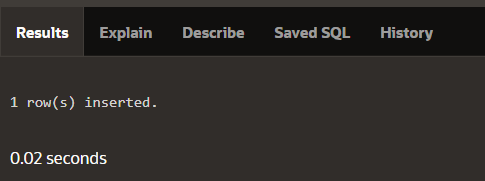 Results Explain Describe Saved SQL History
1 row(s) inserted.
0.02 seconds